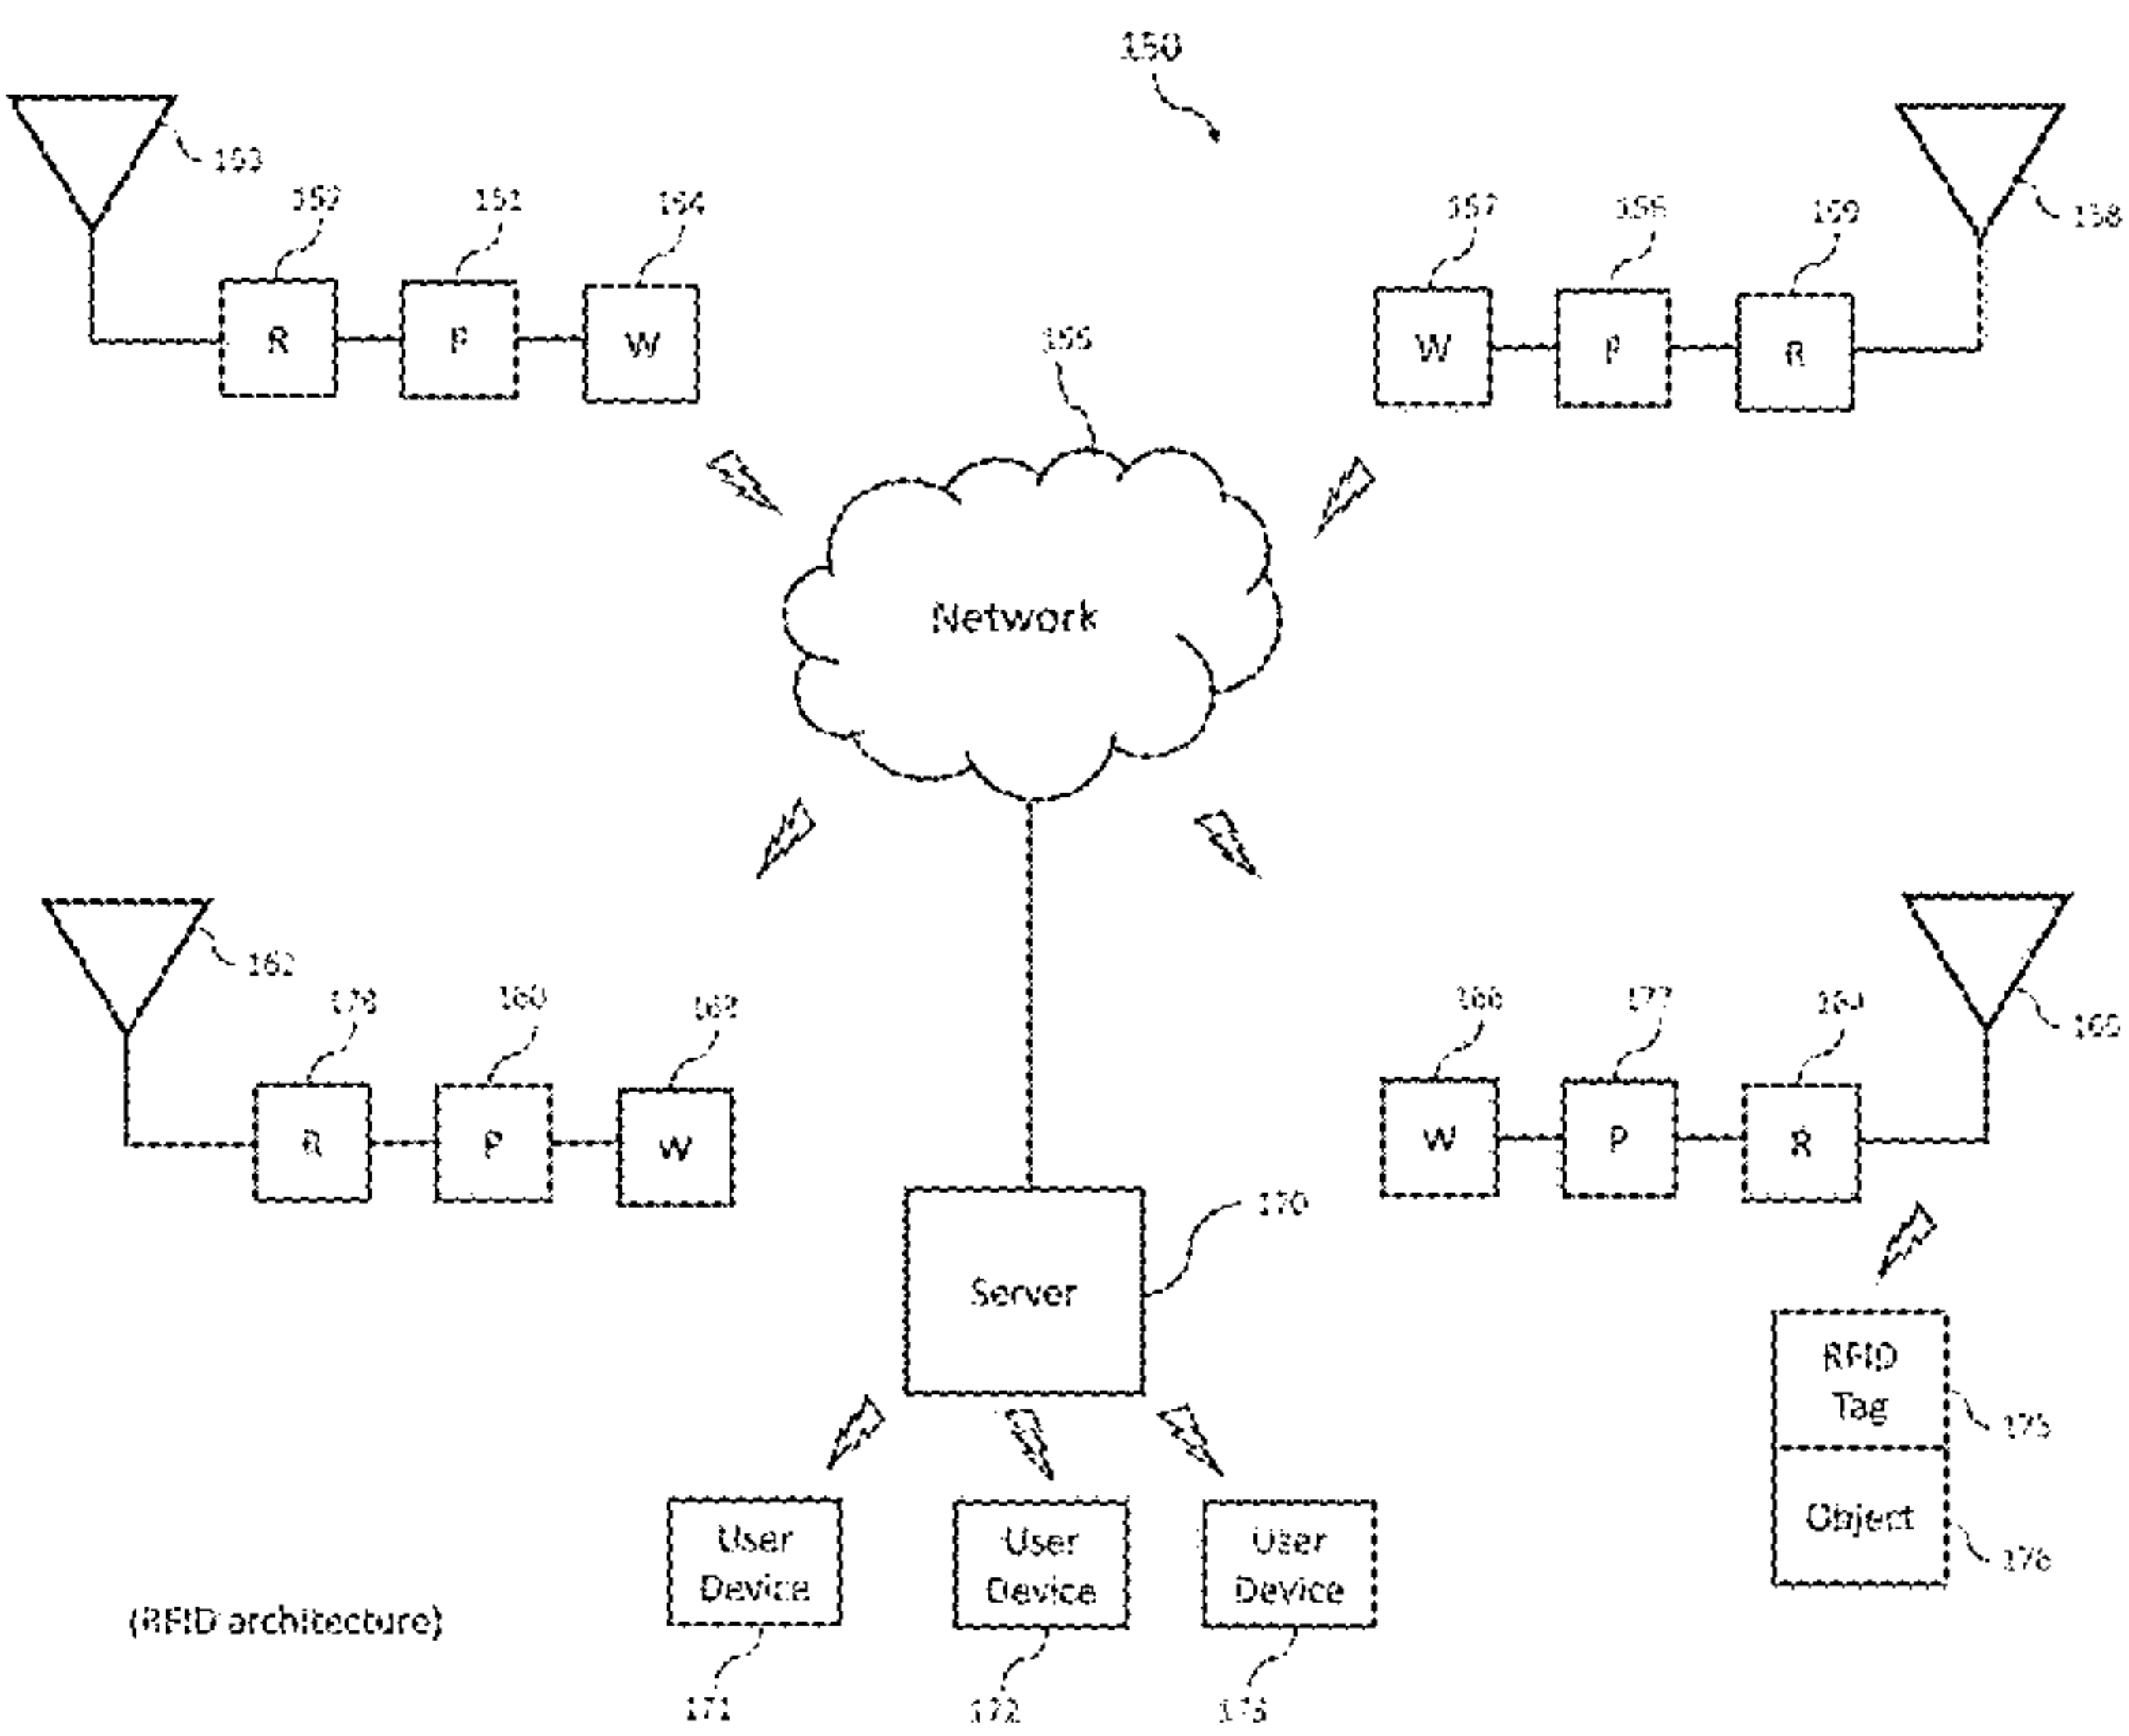 150
153
152
151
154
157
156
159
158
R
P
W
W
P
R
155
Network
162
178
160
166
177
164
165
R
P
W
W
P
R
170
Server
RFID
Tag
175
Object
176
User
Device
User
Device
User
Device
(RFID architecture)
171
172